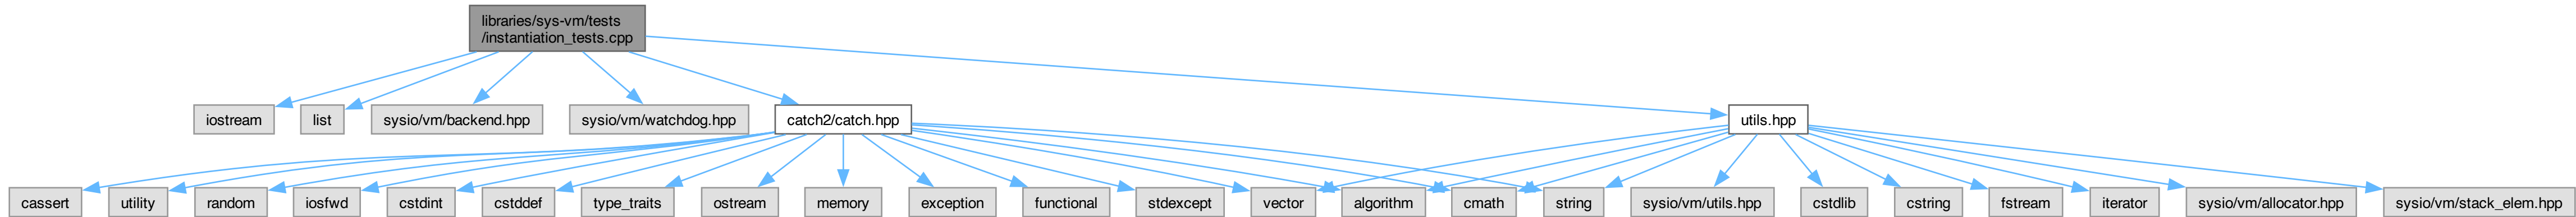 libraries/sys-vm/tests
/instantiation_tests.cpp
iostream
list
sysio/vm/backend.hpp
sysio/vm/watchdog.hpp
catch2/catch.hpp
utils.hpp
cassert
utility
random
iosfwd
cstdint
cstddef
type_traits
ostream
memory
exception
functional
stdexcept
vector
algorithm
cmath
string
sysio/vm/utils.hpp
cstdlib
cstring
fstream
iterator
sysio/vm/allocator.hpp
sysio/vm/stack_elem.hpp